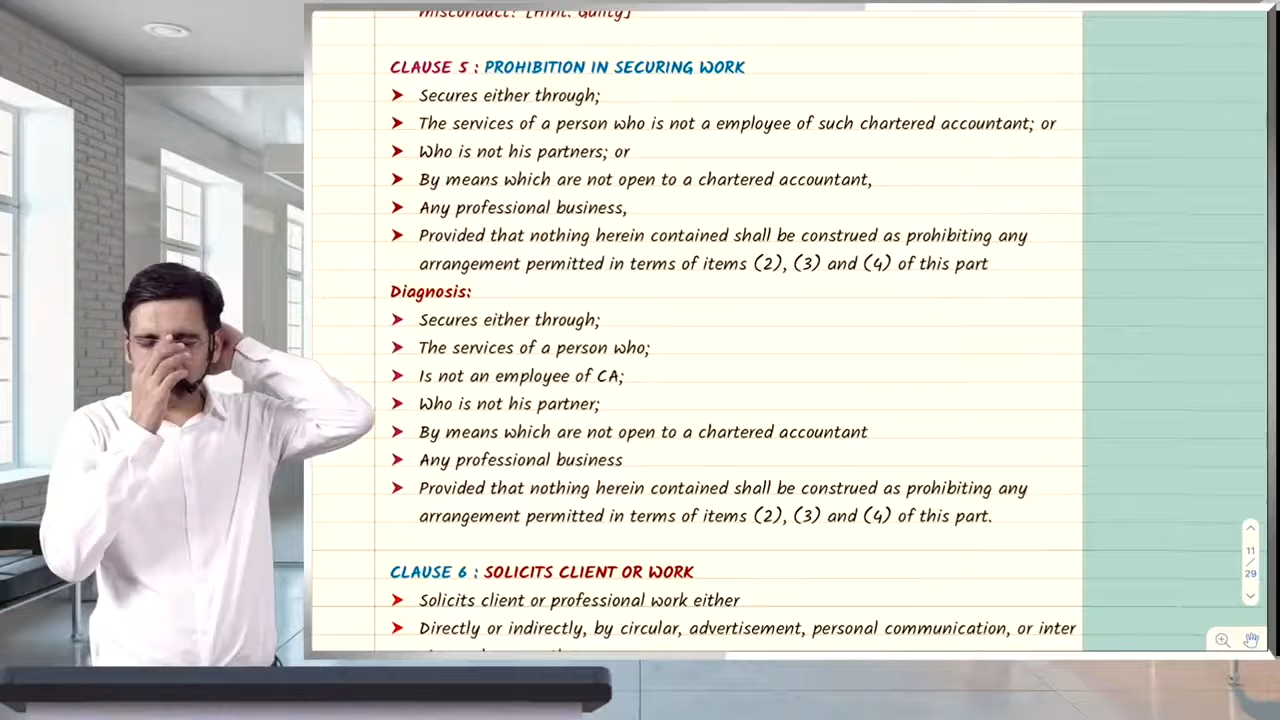 misconduct? [Hint: Guilty]
CLAUSE 5 : PROHIBITION IN SECURING WORK
➤ Secures either through;
➤ The services of a person who is not a employee of such chartered accountant; or
➤ Who is not his partners; or
➤ By means which are not open to a chartered accountant,
➤ Any professional business,
➤ Provided that nothing herein contained shall be construed as prohibiting any
arrangement permitted in terms of items (2), (3) and (4) of this part
Diagnosis:
➤ Secures either through;
➤ The services of a person who;
➤ Is not an employee of CA;
➤ Who is not his partner;
➤ By means which are not open to a chartered accountant
➤ Any professional business
➤ Provided that nothing herein contained shall be construed as prohibiting any
arrangement permitted in terms of items (2), (3) and (4) of this part.
CLAUSE 6 : SOLICITS CLIENT OR WORK
➤ Solicits client or professional work either
➤ Directly or indirectly, by circular, advertisement, personal communication, or inter
11
/
29